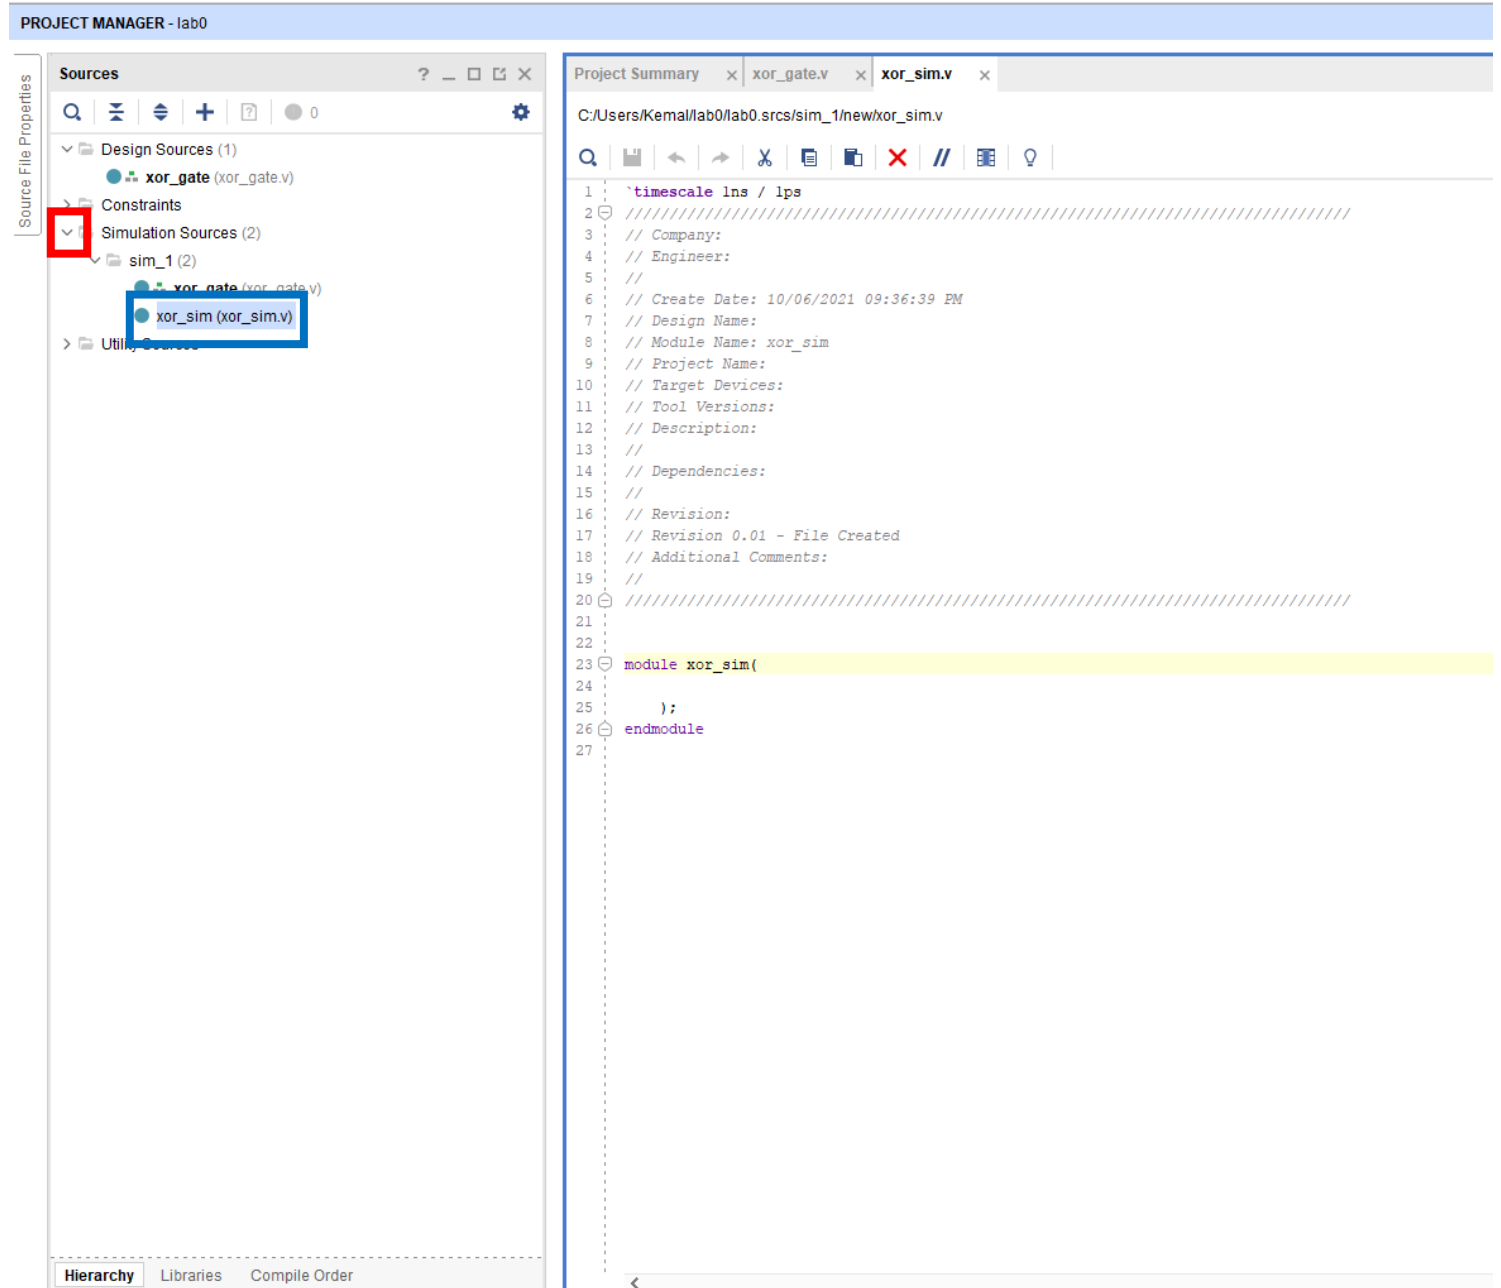 PROJECT MANAGER - lab0
Source File Properties
Sources
? _
0
Design Sources (1)
xor_gate (xor_gate.v)
Constraints
Simulation Sources (2)
sim_1 (2)
xor_gate (xor_gate.v)
xor_sim (xor_sim.v)
Utility Sources
Hierarchy Libraries Compile Order
Project Summary × xor_gate.v × xor_sim.v ×
C:/Users/Kemal/lab0/lab0.srcs/sim_1/new/xor_sim.v
1 `timescale 1ns / 1ps
2 //////////////////////////////////////////////////////////////////////////////////
3 // Company:
4 // Engineer:
5 //
6 // Create Date: 10/06/2021 09:36:39 PM
7 // Design Name:
8 // Module Name: xor_sim
9 // Project Name:
10 // Target Devices:
11 // Tool Versions:
12 // Description:
13 //
14 // Dependencies:
15 //
16 // Revision:
17 // Revision 0.01 - File Created
18 // Additional Comments:
19 //
20 //////////////////////////////////////////////////////////////////////////////////
21
22
23 module xor_sim(
24
25 );
26 endmodule
27